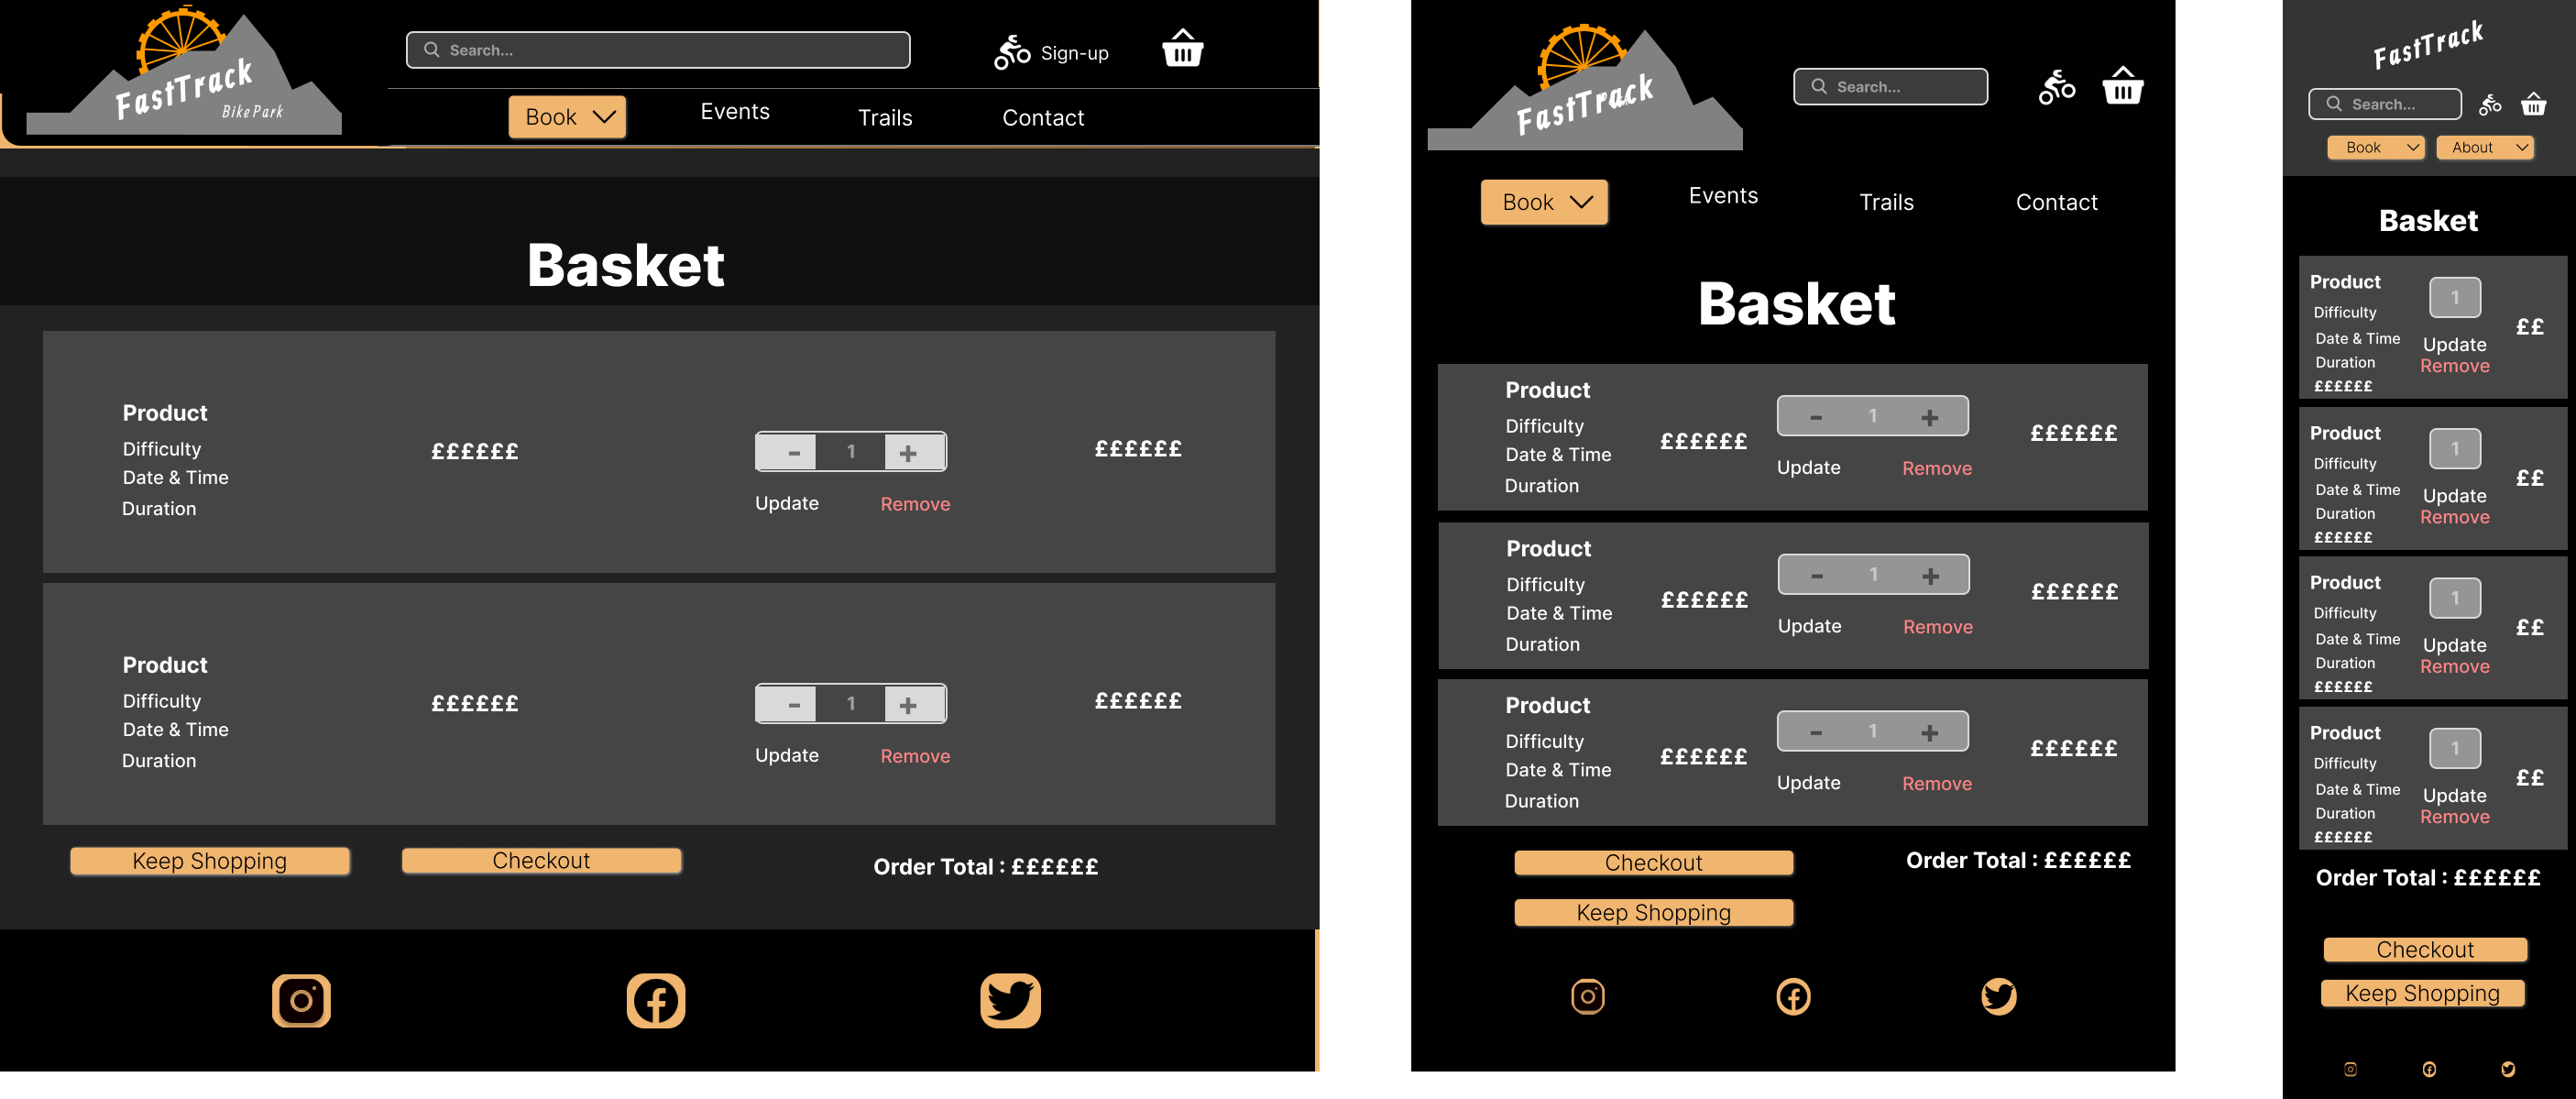 FastTrack
Bike Park
Search...
Sign-up
Book
Events
Trails
Contact
Basket
Product
Difficulty
Date & Time
Duration
££££££
- 1 +
Update Remove
££££££
Product
Difficulty
Date & Time
Duration
££££££
- 1 +
Update Remove
££££££
Keep Shopping
Checkout
Order Total : ££££££
FastTrack
Search...
Book
Events
Trails
Contact
Basket
Product
Difficulty
Date & Time
Duration
££££££
- 1 +
Update Remove
££££££
Product
Difficulty
Date & Time
Duration
££££££
- 1 +
Update Remove
££££££
Product
Difficulty
Date & Time
Duration
££££££
- 1 +
Update Remove
££££££
Checkout
Order Total : ££££££
Keep Shopping
FastTrack
Search...
Book
About
Basket
Product
Difficulty
Date & Time
Duration
££££££
1
Update
Remove
££
Product
Difficulty
Date & Time
Duration
££££££
1
Update
Remove
££
Product
Difficulty
Date & Time
Duration
££££££
1
Update
Remove
££
Product
Difficulty
Date & Time
Duration
££££££
1
Update
Remove
££
Order Total : ££££££
Checkout
Keep Shopping